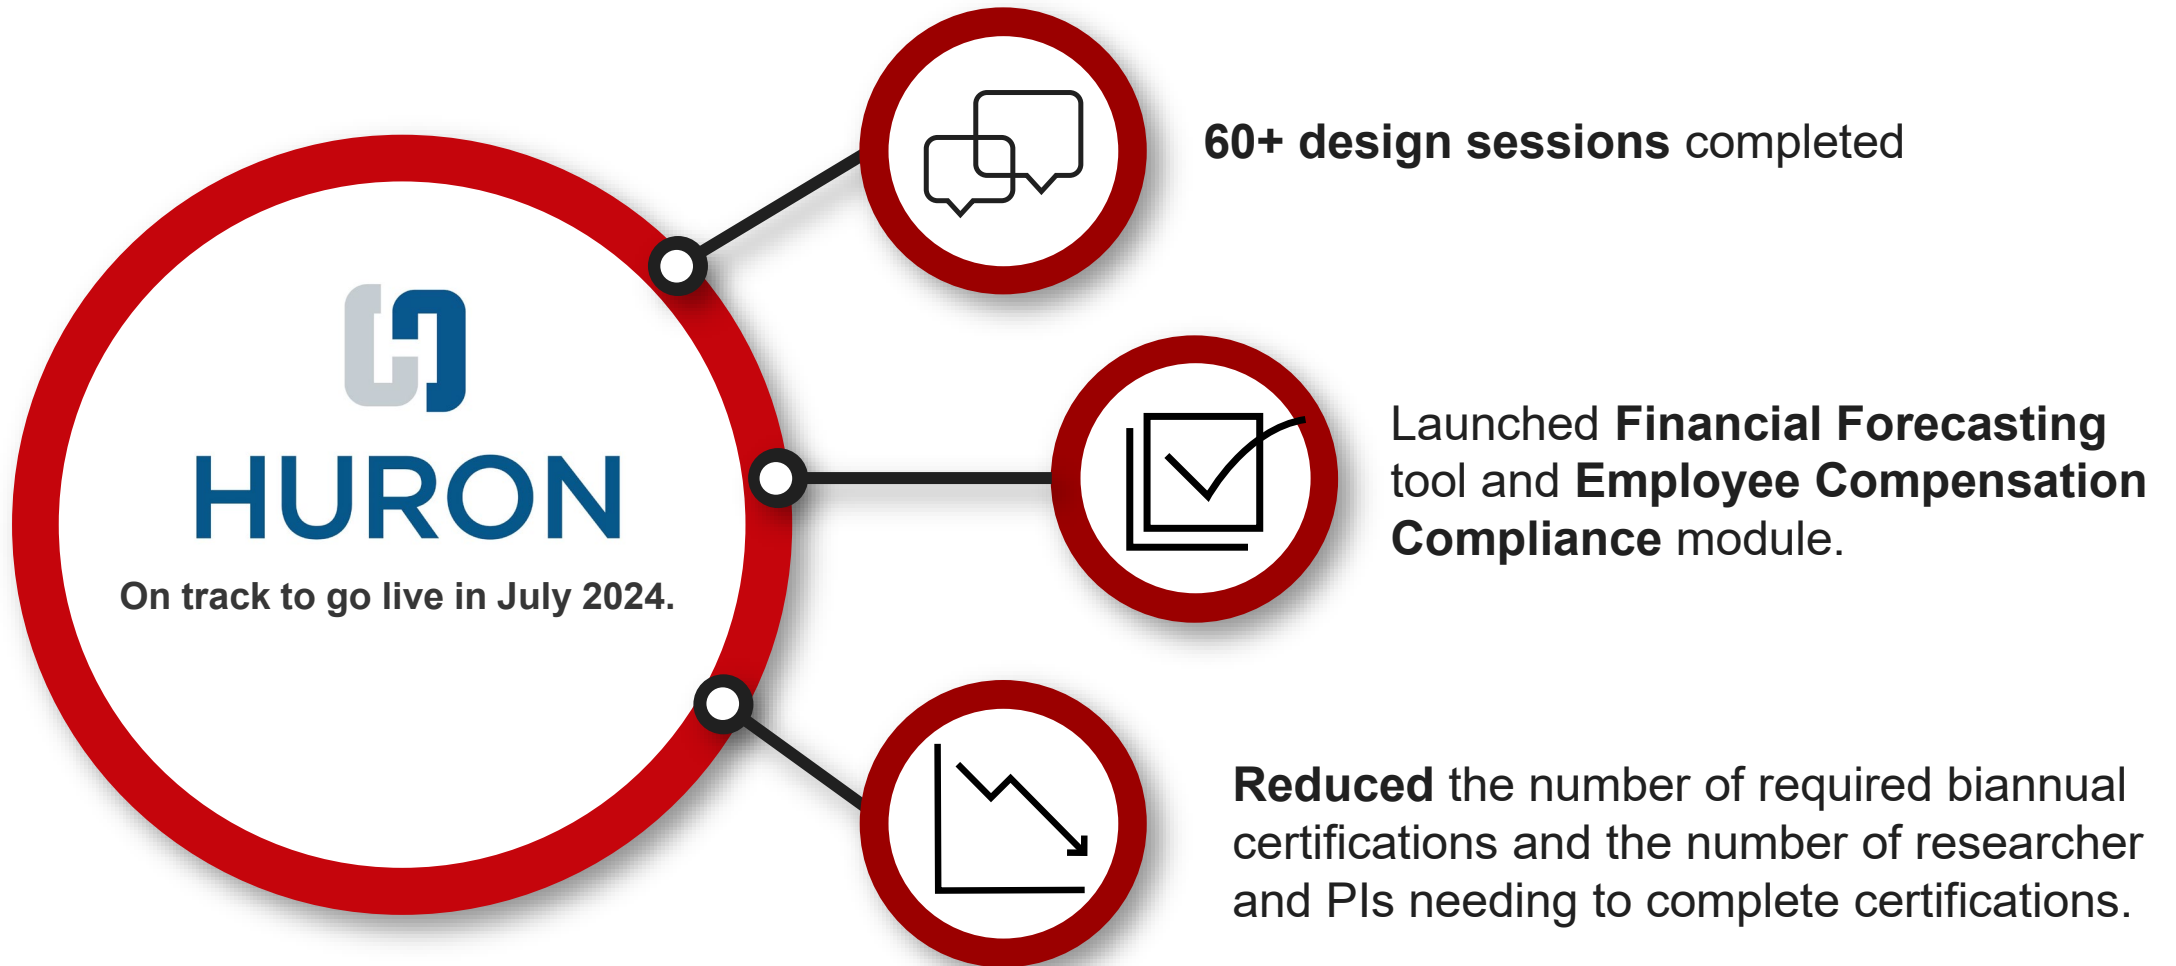 HURON
On track to go live in July 2024.
60+ design sessions completed
Launched Financial Forecasting
tool and Employee Compensation
Compliance module.
Reduced the number of required biannual
certifications and the number of researcher
and PIs needing to complete certifications.